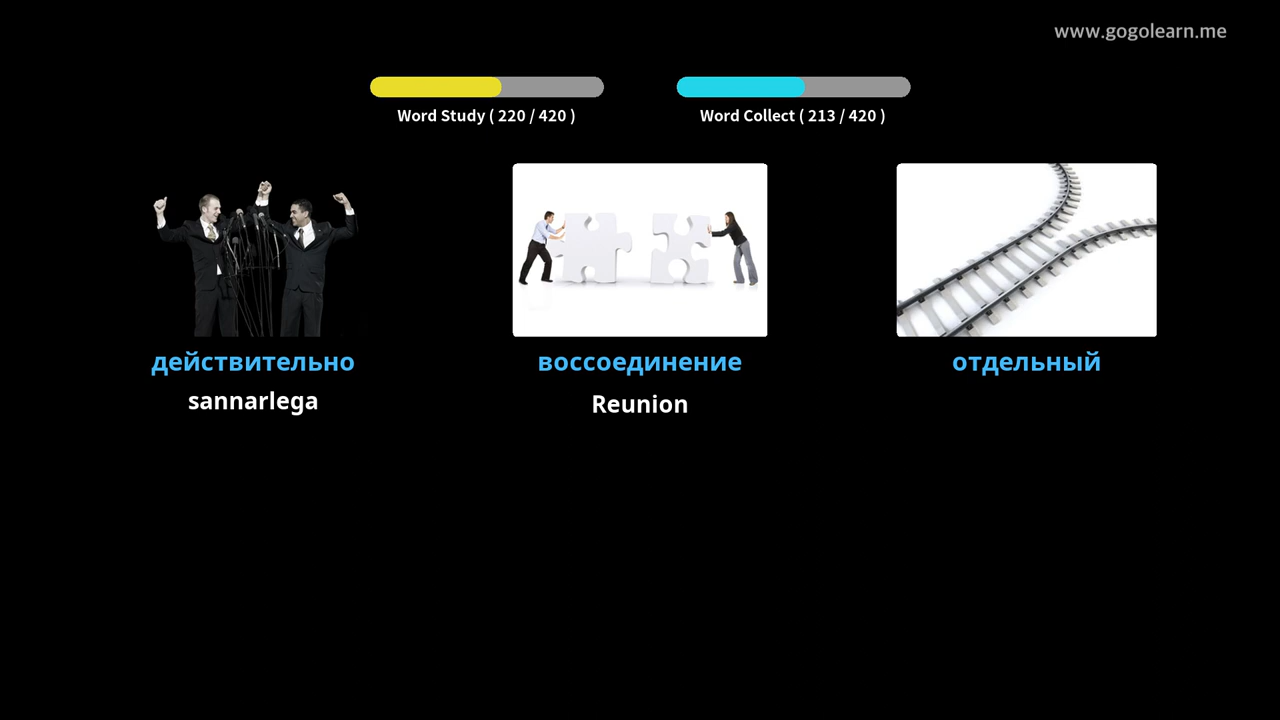 www.gogolearn.me
Word Study ( 220 / 420 )
Word Collect ( 213 / 420 )
действительно
sannarlega
воссоединение
Reunion
отдельный